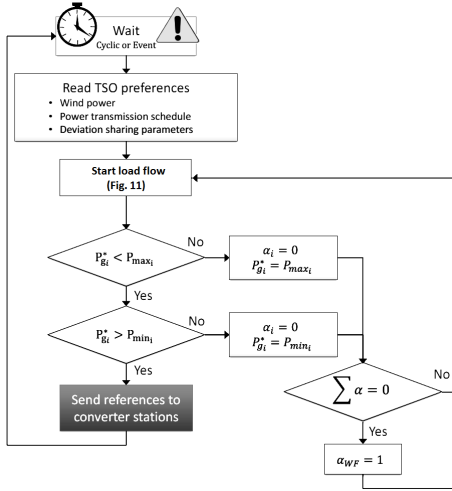 Wait
Cyclic or Event
Read TSO preferences
• Wind power
• Power transmission schedule
• Deviation sharing parameters
Start load flow
(Fig. 11)
P*gᵢ < Pmaxᵢ
No
αᵢ = 0
P*gᵢ = Pmaxᵢ
Yes
P*gᵢ > Pminᵢ
No
αᵢ = 0
P*gᵢ = Pminᵢ
Yes
Send references to
converter stations
∑ α = 0
No
Yes
α_WF = 1